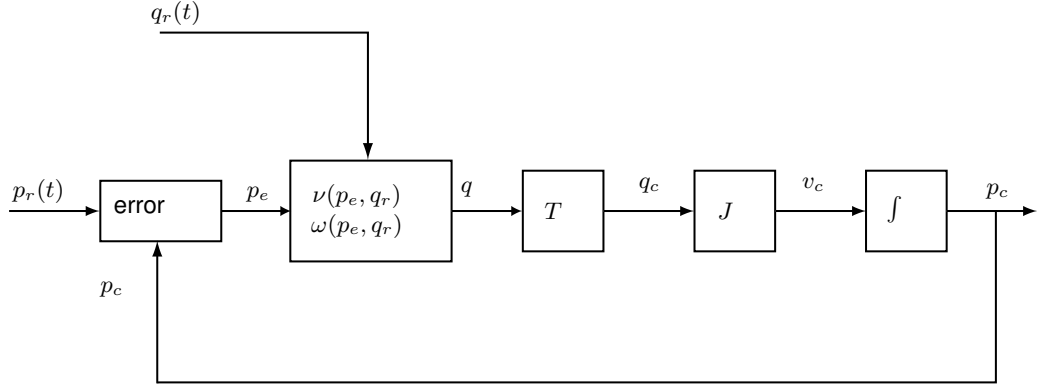 q_r(t)
p_r(t)
error
p_e
ν(p_e, q_r)
ω(p_e, q_r)
q
T
q_c
J
v_c
∫
p_c
p_c